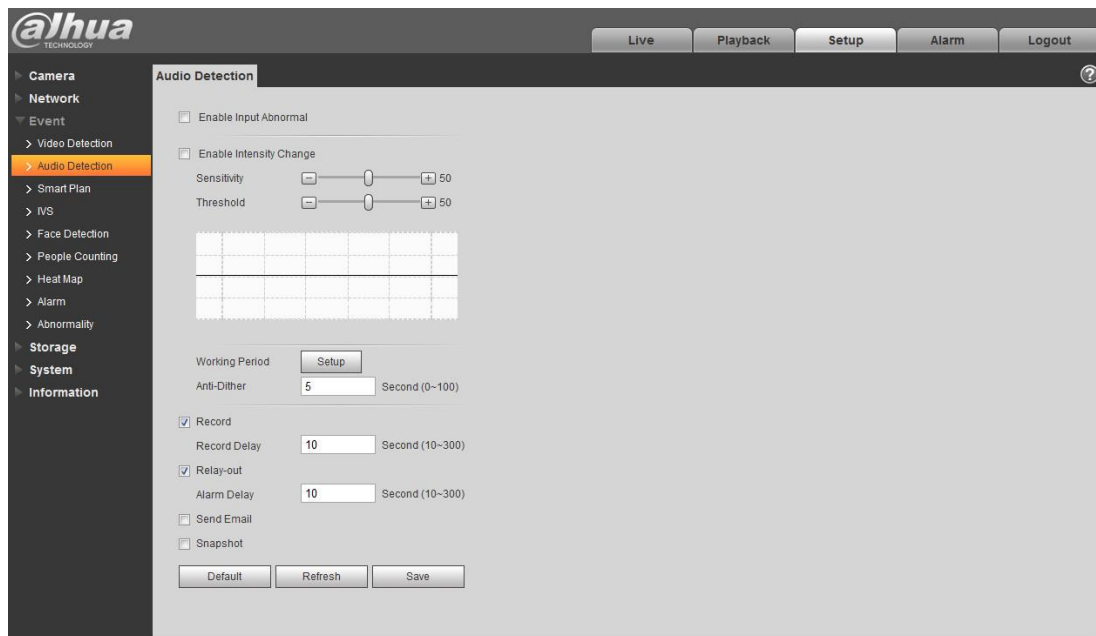 alhua
TECHNOLOGY
Live Playback Setup Alarm Logout
Camera
Network
Event
Video Detection
Audio Detection
Smart Plan
IVS
Face Detection
People Counting
Heat Map
Alarm
Abnormality
Storage
System
Information
Audio Detection
?
Enable Input Abnormal
Enable Intensity Change
Sensitivity 50
Threshold 50
Working Period Setup
Anti-Dither 5 Second (0~100)
Record
Record Delay 10 Second (10~300)
Relay-out
Alarm Delay 10 Second (10~300)
Send Email
Snapshot
Default Refresh Save